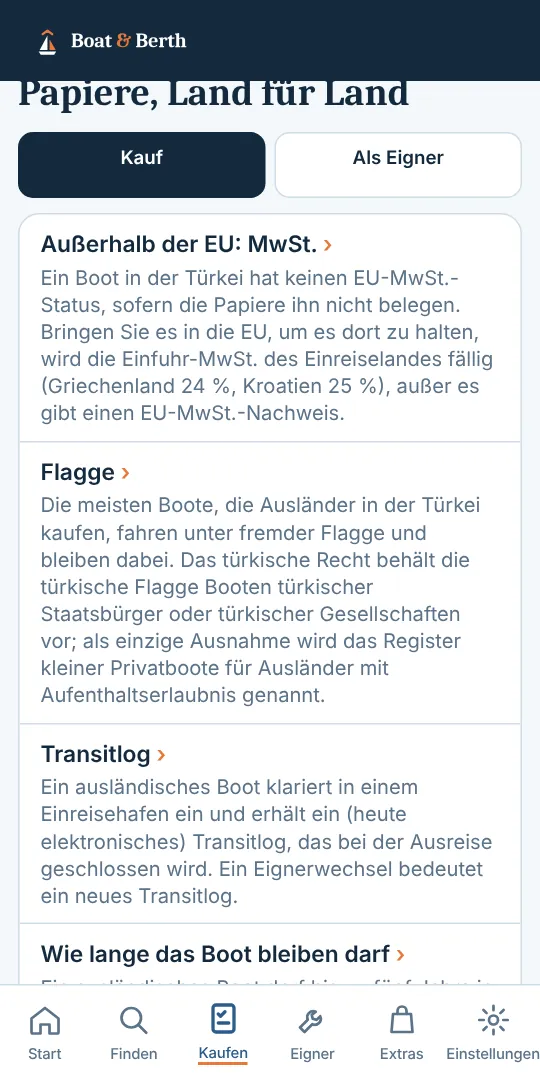 Boat & Berth
Papiere, Land für Land
Kauf
Als Eigner
Außerhalb der EU: MwSt. ›
Ein Boot in der Türkei hat keinen EU-MwSt.-
Status, sofern die Papiere ihn nicht belegen.
Bringen Sie es in die EU, um es dort zu halten,
wird die Einfuhr-MwSt. des Einreiselandes fällig
(Griechenland 24 %, Kroatien 25 %), außer es
gibt einen EU-MwSt.-Nachweis.
Flagge ›
Die meisten Boote, die Ausländer in der Türkei
kaufen, fahren unter fremder Flagge und
bleiben dabei. Das türkische Recht behält die
türkische Flagge Booten türkischer
Staatsbürger oder türkischer Gesellschaften
vor; als einzige Ausnahme wird das Register
kleiner Privatboote für Ausländer mit
Aufenthaltserlaubnis genannt.
Transitlog ›
Ein ausländisches Boot klariert in einem
Einreisehafen ein und erhält ein (heute
elektronisches) Transitlog, das bei der Ausreise
geschlossen wird. Ein Eignerwechsel bedeutet
ein neues Transitlog.
Wie lange das Boot bleiben darf ›
Start
Finden
Kaufen
Eigner
Extras
Einstellungen